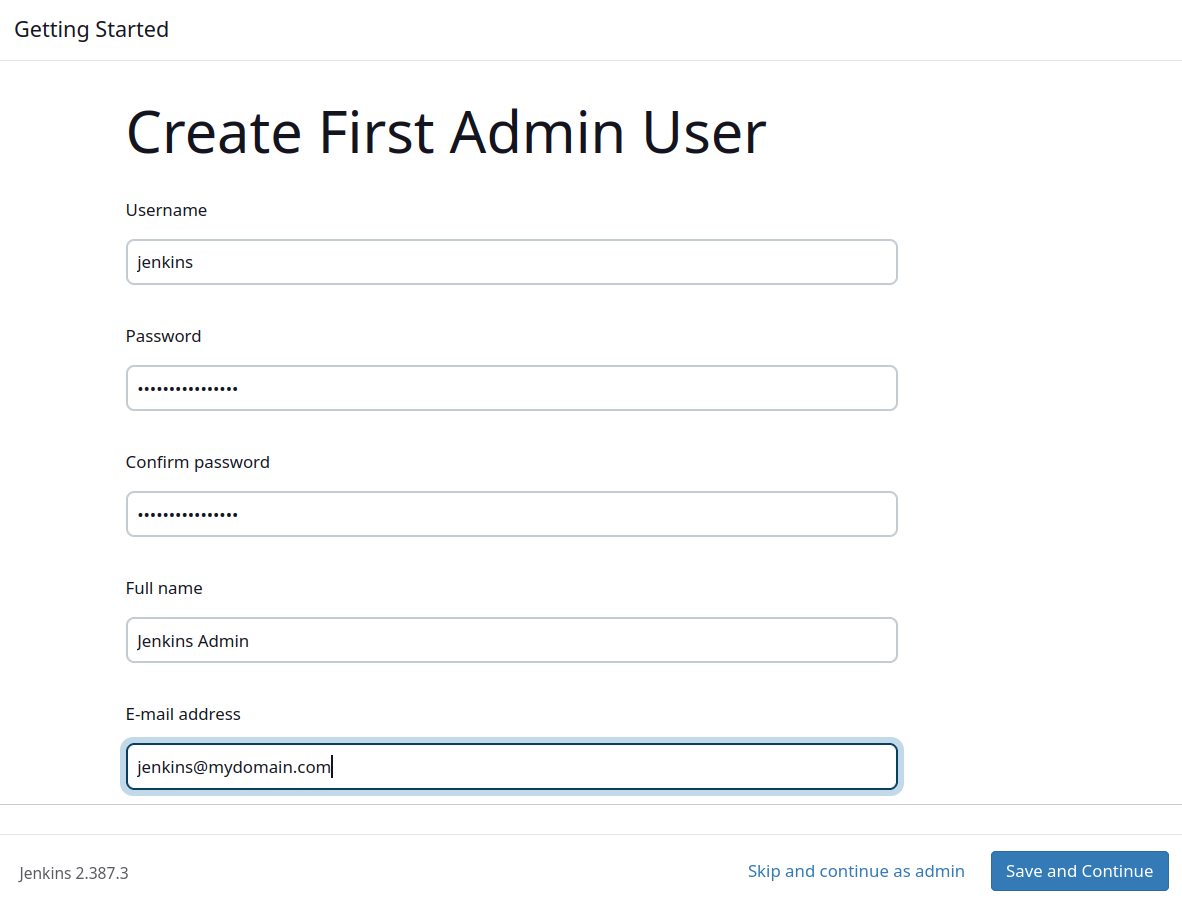 Getting Started
Create First Admin User
Username
jenkins
Password
••••••••••••••••
Confirm password
••••••••••••••••
Full name
Jenkins Admin
E-mail address
jenkins@mydomain.com
Jenkins 2.387.3
Skip and continue as admin
Save and Continue